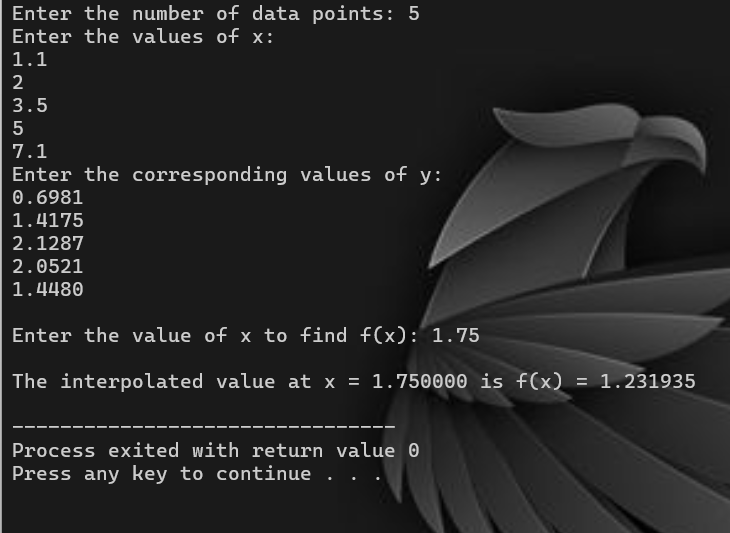 Enter the number of data points: 5
Enter the values of x:
1.1
2
3.5
5
7.1
Enter the corresponding values of y:
0.6981
1.4175
2.1287
2.0521
1.4480
Enter the value of x to find f(x): 1.75
The interpolated value at x = 1.750000 is f(x) = 1.231935
--------------------------------
Process exited with return value 0
Press any key to continue . . .